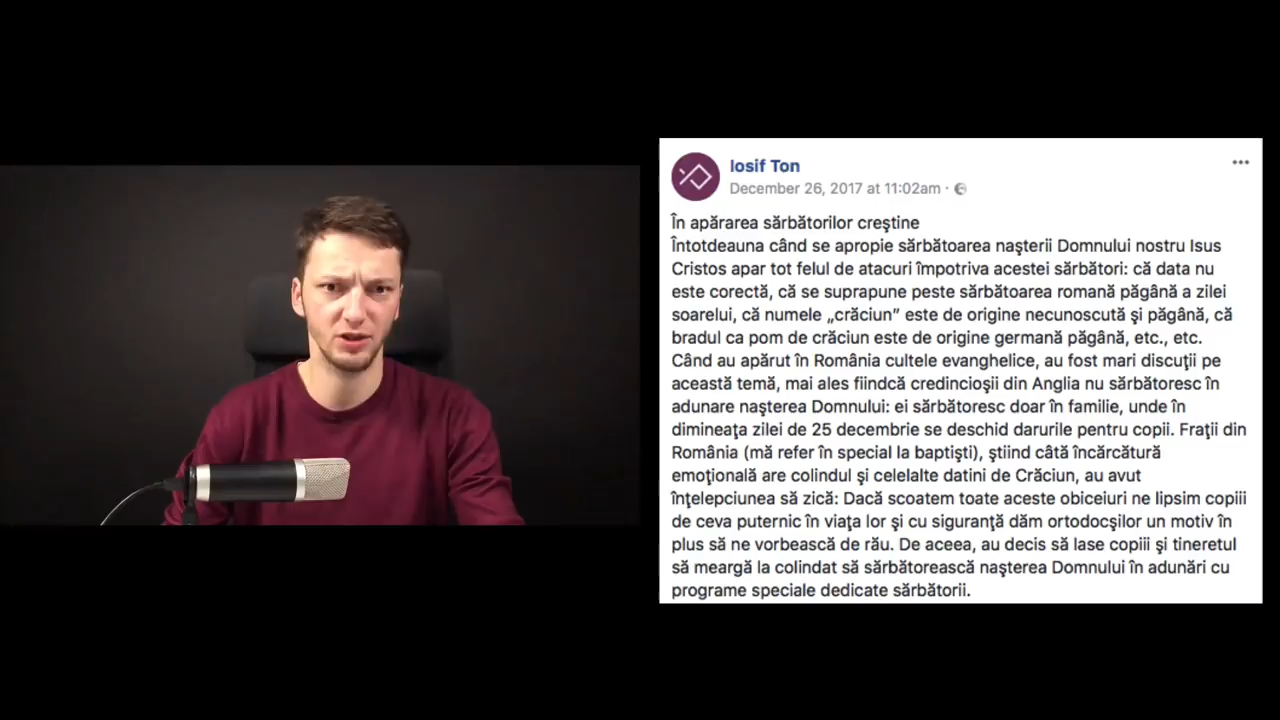 Iosif Ton
December 26, 2017 at 11:02am ·
În apărarea sărbătorilor creştine
Întotdeauna când se apropie sărbătoarea naşterii Domnului nostru Isus
Cristos apar tot felul de atacuri împotriva acestei sărbători: că data nu
este corectă, că se suprapune peste sărbătoarea romană păgână a zilei
soarelui, că numele „crăciun” este de origine necunoscută şi păgână, că
bradul ca pom de crăciun este de origine germană păgână, etc., etc.
Când au apărut în România cultele evanghelice, au fost mari discuţii pe
această temă, mai ales fiindcă credincioşii din Anglia nu sărbătoresc în
adunare naşterea Domnului: ei sărbătoresc doar în familie, unde în
dimineaţa zilei de 25 decembrie se deschid darurile pentru copii. Fraţii din
România (mă refer în special la baptişti), ştiind câtă încărcătură
emoţională are colindul şi celelalte datini de Crăciun, au avut
înţelepciunea să zică: Dacă scoatem toate aceste obiceiuri ne lipsim copiii
de ceva puternic în viaţa lor şi cu siguranţă dăm ortodocşilor un motiv în
plus să ne vorbească de rău. De aceea, au decis să lase copiii şi tineretul
să meargă la colindat să sărbătorească naşterea Domnului în adunări cu
programe speciale dedicate sărbătorii.